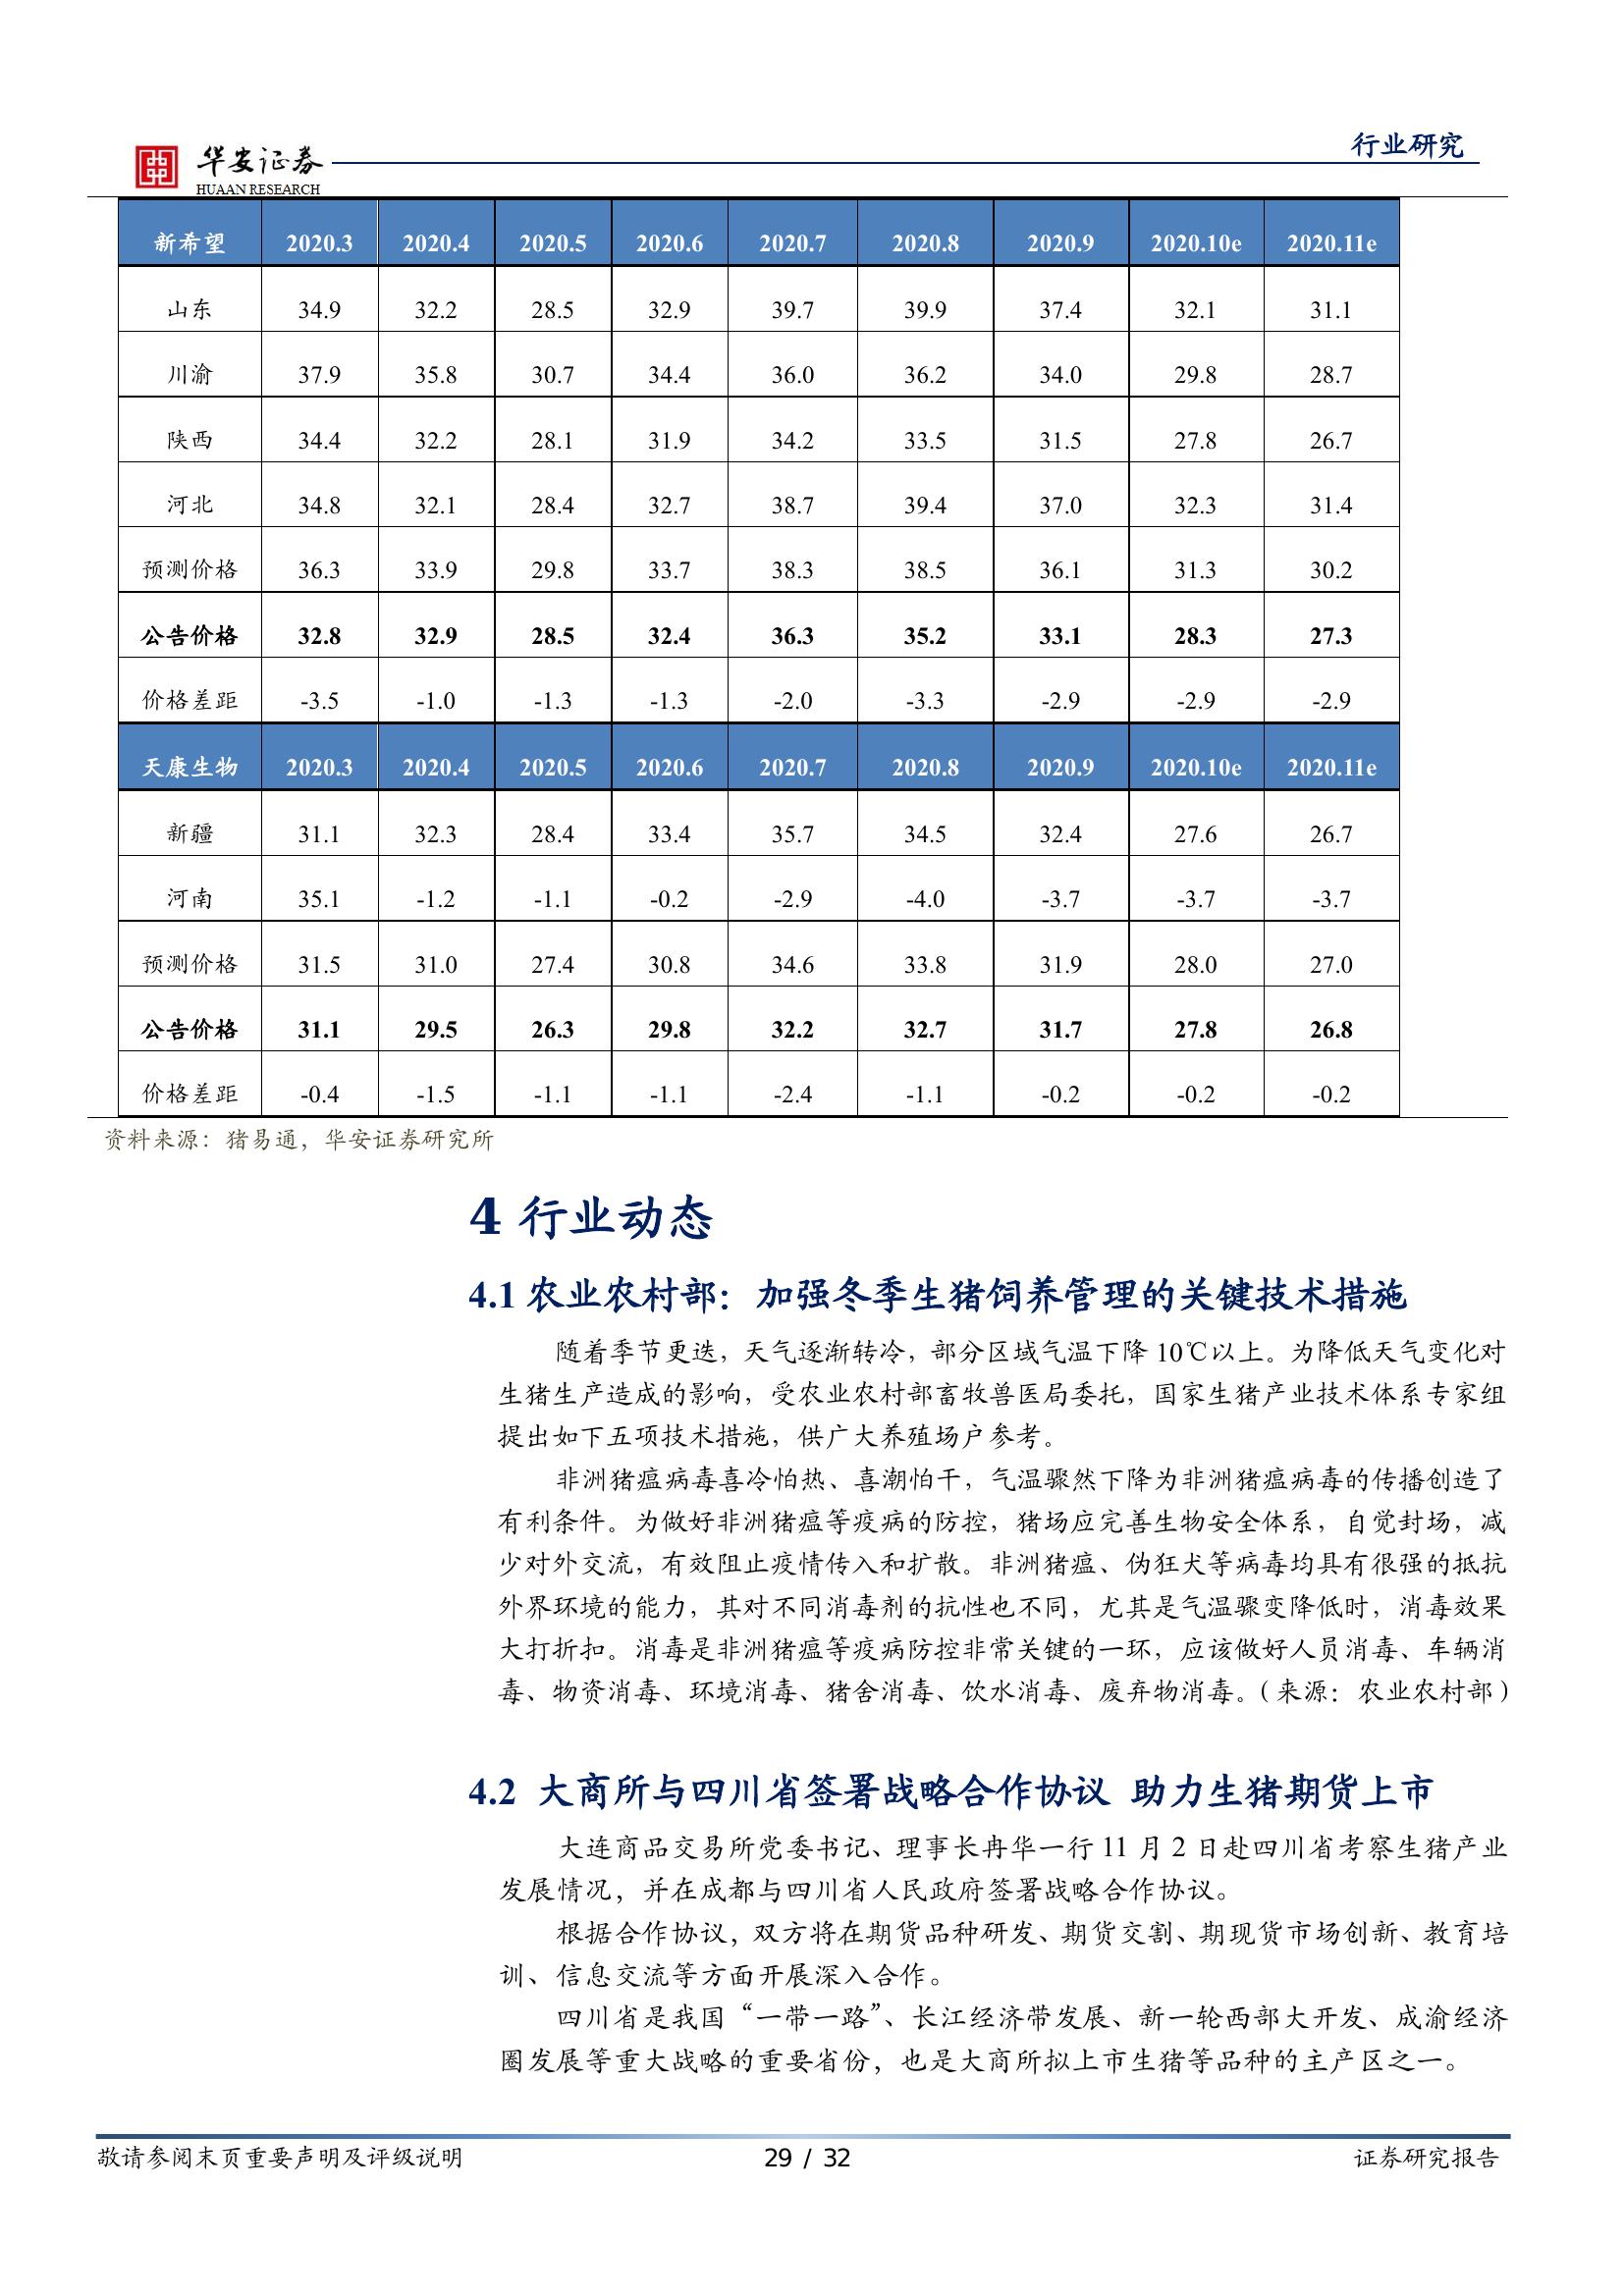 华安证券
HUAAN RESEARCH
行业研究
新希望 2020.3 2020.4 2020.5 2020.6 2020.7 2020.8 2020.9 2020.10e 2020.11e
山东 34.9 32.2 28.5 32.9 39.7 39.9 37.4 32.1 31.1
川渝 37.9 35.8 30.7 34.4 36.0 36.2 34.0 29.8 28.7
陕西 34.4 32.2 28.1 31.9 34.2 33.5 31.5 27.8 26.7
河北 34.8 32.1 28.4 32.7 38.7 39.4 37.0 32.3 31.4
预测价格 36.3 33.9 29.8 33.7 38.3 38.5 36.1 31.3 30.2
公告价格 32.8 32.9 28.5 32.4 36.3 35.2 33.1 28.3 27.3
价格差距 -3.5 -1.0 -1.3 -1.3 -2.0 -3.3 -2.9 -2.9 -2.9
天康生物 2020.3 2020.4 2020.5 2020.6 2020.7 2020.8 2020.9 2020.10e 2020.11e
新疆 31.1 32.3 28.4 33.4 35.7 34.5 32.4 27.6 26.7
河南 35.1 -1.2 -1.1 -0.2 -2.9 -4.0 -3.7 -3.7 -3.7
预测价格 31.5 31.0 27.4 30.8 34.6 33.8 31.9 28.0 27.0
公告价格 31.1 29.5 26.3 29.8 32.2 32.7 31.7 27.8 26.8
价格差距 -0.4 -1.5 -1.1 -1.1 -2.4 -1.1 -0.2 -0.2 -0.2
资料来源：猪易通，华安证券研究所
4 行业动态
4.1 农业农村部：加强冬季生猪饲养管理的关键技术措施
随着季节更迭，天气逐渐转冷，部分区域气温下降 10℃以上。为降低天气变化对
生猪生产造成的影响，受农业农村部畜牧兽医局委托，国家生猪产业技术体系专家组
提出如下五项技术措施，供广大养殖场户参考。
非洲猪瘟病毒喜冷怕热、喜潮怕干，气温骤然下降为非洲猪瘟病毒的传播创造了
有利条件。为做好非洲猪瘟等疫病的防控，猪场应完善生物安全体系，自觉封场，减
少对外交流，有效阻止疫情传入和扩散。非洲猪瘟、伪狂犬等病毒均具有很强的抵抗
外界环境的能力，其对不同消毒剂的抗性也不同，尤其是气温骤变降低时，消毒效果
大打折扣。消毒是非洲猪瘟等疫病防控非常关键的一环，应该做好人员消毒、车辆消
毒、物资消毒、环境消毒、猪舍消毒、饮水消毒、废弃物消毒。（来源：农业农村部）
4.2 大商所与四川省签署战略合作协议 助力生猪期货上市
大连商品交易所党委书记、理事长冉华一行 11 月 2 日赴四川省考察生猪产业
发展情况，并在成都与四川省人民政府签署战略合作协议。
根据合作协议，双方将在期货品种研发、期货交割、期现货市场创新、教育培
训、信息交流等方面开展深入合作。
四川省是我国“一带一路”、长江经济带发展、新一轮西部大开发、成渝经济
圈发展等重大战略的重要省份，也是大商所拟上市生猪等品种的主产区之一。
敬请参阅末页重要声明及评级说明 29 / 32 证券研究报告